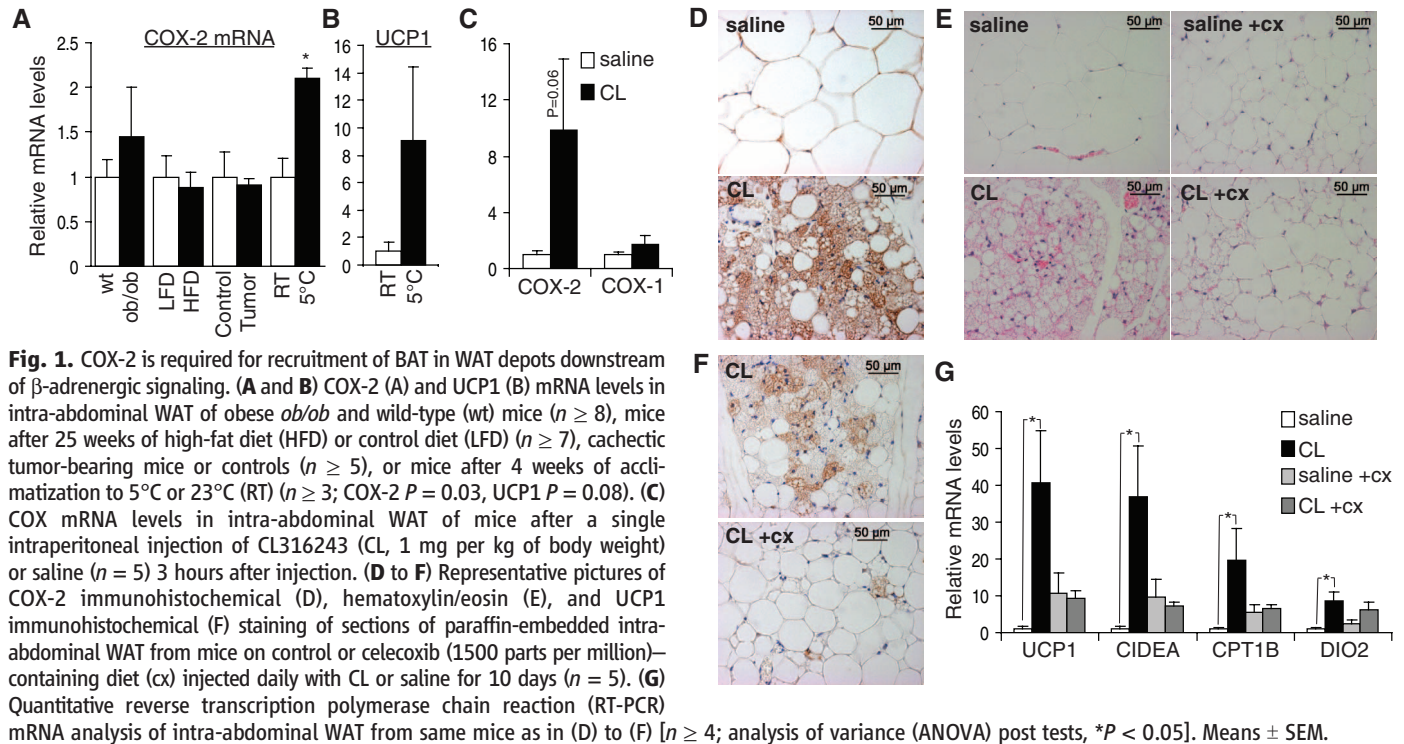 A
COX-2 mRNA
Relative mRNA levels
2.5
2
1.5
1
0.5
0
*
wt
ob/ob
LFD
HFD
Control
Tumor
RT
5°C
B
UCP1
16
14
12
10
8
6
4
2
0
RT
5°C
C
16
12
8
4
0
saline
CL
P=0.06
COX-2
COX-1
D
saline
50 µm
CL
50 µm
E
saline
50 µm
saline +cx
50 µm
CL
50 µm
CL +cx
50 µm
F
CL
50 µm
CL +cx
50 µm
G
Relative mRNA levels
60
50
40
30
20
10
0
*
*
*
*
saline
CL
saline +cx
CL +cx
UCP1
CIDEA
CPT1B
DIO2
Fig. 1. COX-2 is required for recruitment of BAT in WAT depots downstream
of β-adrenergic signaling. (A and B) COX-2 (A) and UCP1 (B) mRNA levels in
intra-abdominal WAT of obese ob/ob and wild-type (wt) mice (n ≥ 8), mice
after 25 weeks of high-fat diet (HFD) or control diet (LFD) (n ≥ 7), cachectic
tumor-bearing mice or controls (n ≥ 5), or mice after 4 weeks of accli-
matization to 5°C or 23°C (RT) (n ≥ 3; COX-2 P = 0.03, UCP1 P = 0.08). (C)
COX mRNA levels in intra-abdominal WAT of mice after a single
intraperitoneal injection of CL316243 (CL, 1 mg per kg of body weight)
or saline (n = 5) 3 hours after injection. (D to F) Representative pictures of
COX-2 immunohistochemical (D), hematoxylin/eosin (E), and UCP1
immunohistochemical (F) staining of sections of paraffin-embedded intra-
abdominal WAT from mice on control or celecoxib (1500 parts per million)–
containing diet (cx) injected daily with CL or saline for 10 days (n = 5). (G)
Quantitative reverse transcription polymerase chain reaction (RT-PCR)
mRNA analysis of intra-abdominal WAT from same mice as in (D) to (F) [n ≥ 4; analysis of variance (ANOVA) post tests, *P < 0.05]. Means ± SEM.